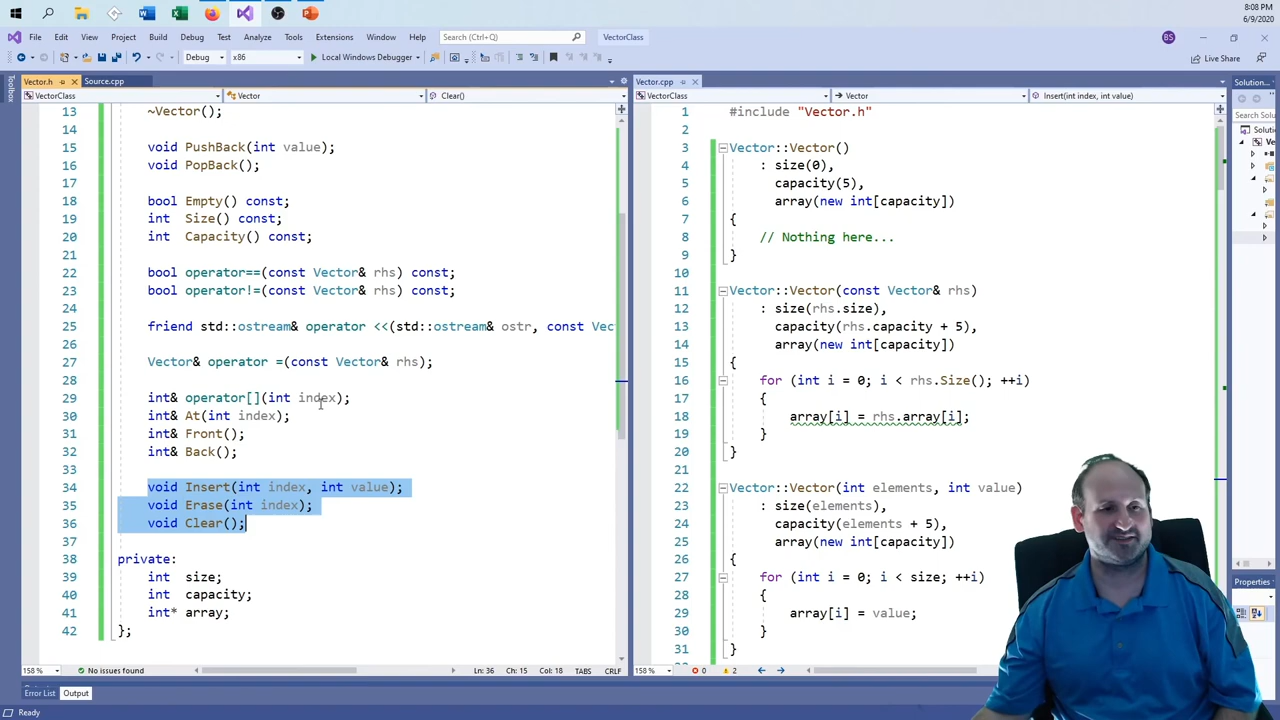 8:08 PM
6/9/2020
File Edit View Project Build Debug Test Analyze Tools Extensions Window Help Search (Ctrl+Q) VectorClass BS
Debug x86 Local Windows Debugger Live Share
Toolbox
Vector.h Source.cpp
VectorClass Vector Clear()
13 ~Vector();
14
15 void PushBack(int value);
16 void PopBack();
17
18 bool Empty() const;
19 int Size() const;
20 int Capacity() const;
21
22 bool operator==(const Vector& rhs) const;
23 bool operator!=(const Vector& rhs) const;
24
25 friend std::ostream& operator <<(std::ostream& ostr, const Vec
26
27 Vector& operator =(const Vector& rhs);
28
29 int& operator[](int index);
30 int& At(int index);
31 int& Front();
32 int& Back();
33
34 void Insert(int index, int value);
35 void Erase(int index);
36 void Clear();
37
38 private:
39 int size;
40 int capacity;
41 int* array;
42 };
158 % No issues found Ln: 36 Ch: 15 Col: 18 TABS CRLF
Vector.cpp
VectorClass Vector Insert(int index, int value)
1 #include "Vector.h"
2
3 Vector::Vector()
4 : size(0),
5 capacity(5),
6 array(new int[capacity])
7 {
8 // Nothing here...
9 }
10
11 Vector::Vector(const Vector& rhs)
12 : size(rhs.size),
13 capacity(rhs.capacity + 5),
14 array(new int[capacity])
15 {
16 for (int i = 0; i < rhs.Size(); ++i)
17 {
18 array[i] = rhs.array[i];
19 }
20 }
21
22 Vector::Vector(int elements, int value)
23 : size(elements),
24 capacity(elements + 5),
25 array(new int[capacity])
26 {
27 for (int i = 0; i < size; ++i)
28 {
29 array[i] = value;
30 }
31 }
158 % 0 2
Solution...
Search So
Soluti
Ve
Properties
Error List Output
Ready